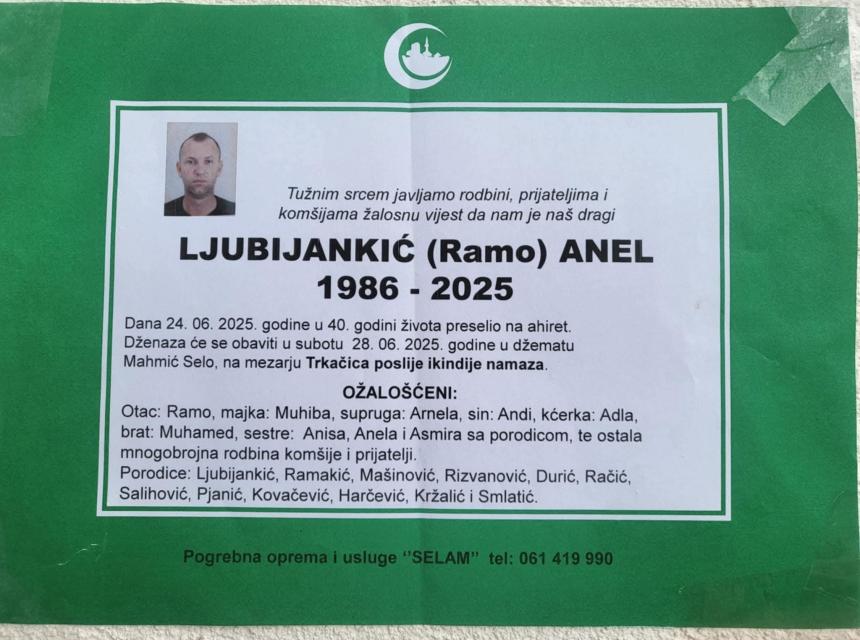 Tužnim srcem javljamo rodbini, prijateljima i
komšijama žalosnu vijest da nam je naš dragi
LJUBIJANKIĆ (Ramo) ANEL
1986 - 2025
Dana 24. 06. 2025. godine u 40. godini života preselio na ahiret.
Dženaza će se obaviti u subotu 28. 06. 2025. godine u džematu
Mahmić Selo, na mezarju Trkačica poslije ikindije namaza.
OŽALOŠĆENI:
Otac: Ramo, majka: Muhiba, supruga: Arnela, sin: Andi, kćerka: Adla,
brat: Muhamed, sestre: Anisa, Anela i Asmira sa porodicom, te ostala
mnogobrojna rodbina komšije i prijatelji.
Porodice: Ljubijankić, Ramakić, Mašinović, Rizvanović, Durić, Račić,
Salihović, Pjanić, Kovačević, Harčević, Kržalić i Smlatić.
Pogrebna oprema i usluge ‘’SELAM’’ tel: 061 419 990